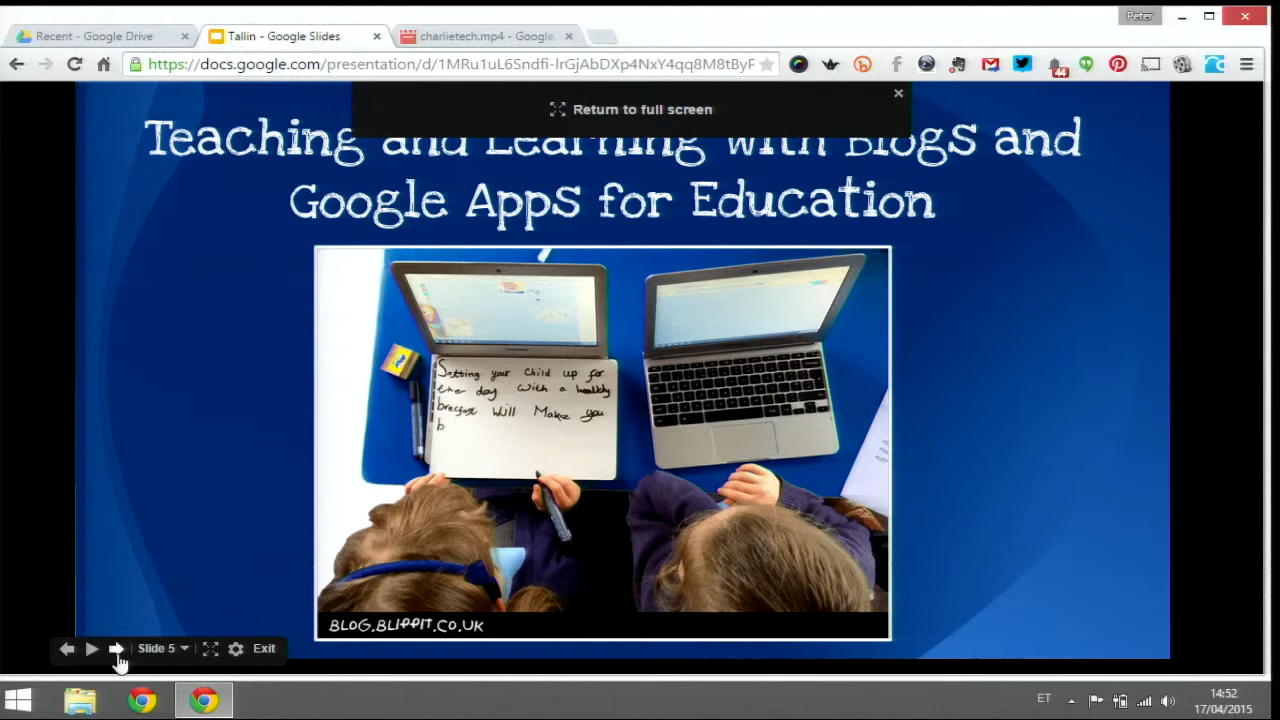 Peter
Recent - Google Drive
Tallin - Google Slides
charlietech.mp4 - Google
https://docs.google.com/presentation/d/1MRu1uL6Sndfi-lrGjAbDXp4NxY4qq8M8tByF
44
Return to full screen
Teaching and Learning with Blogs and
Google Apps for Education
Setting your child up for
the day with a healthy
brecfast will Make you
b
BLOG.BLIPPIT.CO.UK
Slide 5
Exit
ET
14:52
17/04/2015